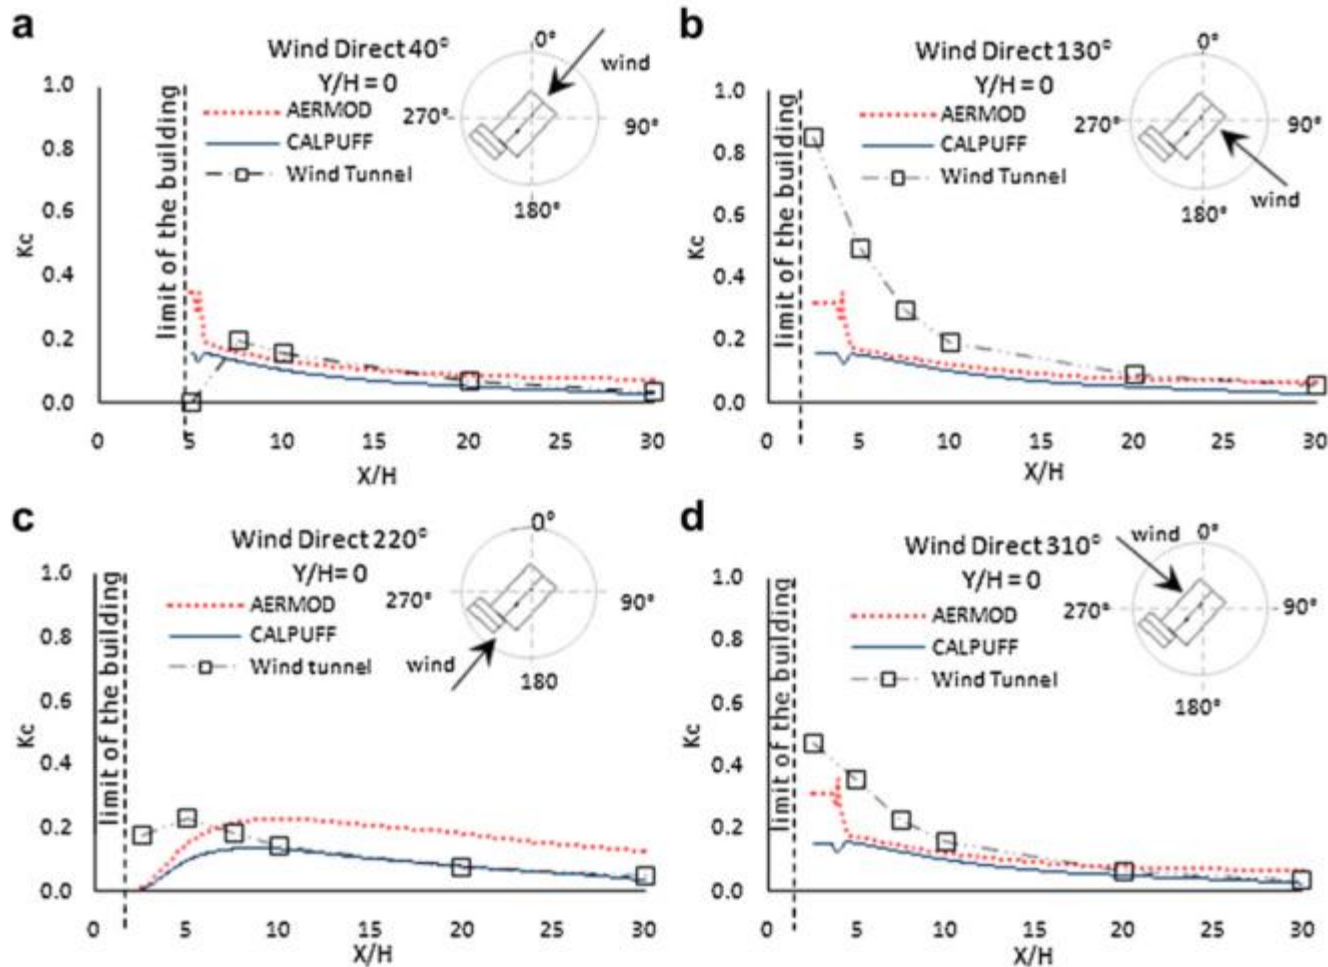 a
Wind Direct 40°
Y/H = 0
AERMOD
CALPUFF
Wind Tunnel
0°
wind
270°
90°
180°
limit of the building
Kc
1.0
0.8
0.6
0.4
0.2
0.0
0 5 10 15 20 25 30
X/H
b
Wind Direct 130°
Y/H = 0
AERMOD
CALPUFF
Wind Tunnel
0°
270°
90°
180°
wind
limit of the building
Kc
1.0
0.8
0.6
0.4
0.2
0.0
0 5 10 15 20 25 30
X/H
c
Wind Direct 220°
Y/H= 0
AERMOD
CALPUFF
Wind tunnel
0°
270°
90°
wind
180
limit of the building
Kc
1.0
0.8
0.6
0.4
0.2
0.0
0 5 10 15 20 25 30
X/H
d
Wind Direct 310°
Y/H = 0
AERMOD
CALPUFF
Wind Tunnel
wind
0°
270°
90°
180°
limit of the building
Kc
1.0
0.8
0.6
0.4
0.2
0.0
0 5 10 15 20 25 30
X/H